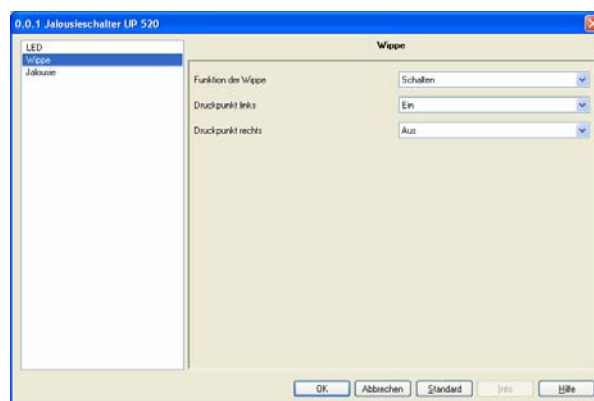 0.0.1 Jalousieschalter UP 520
LED
Wippe
Jalousie
Wippe
Funktion der Wippe Schalten
Druckpunkt links Ein
Druckpunkt rechts Aus
OK Abbrechen Standard Info Hilfe